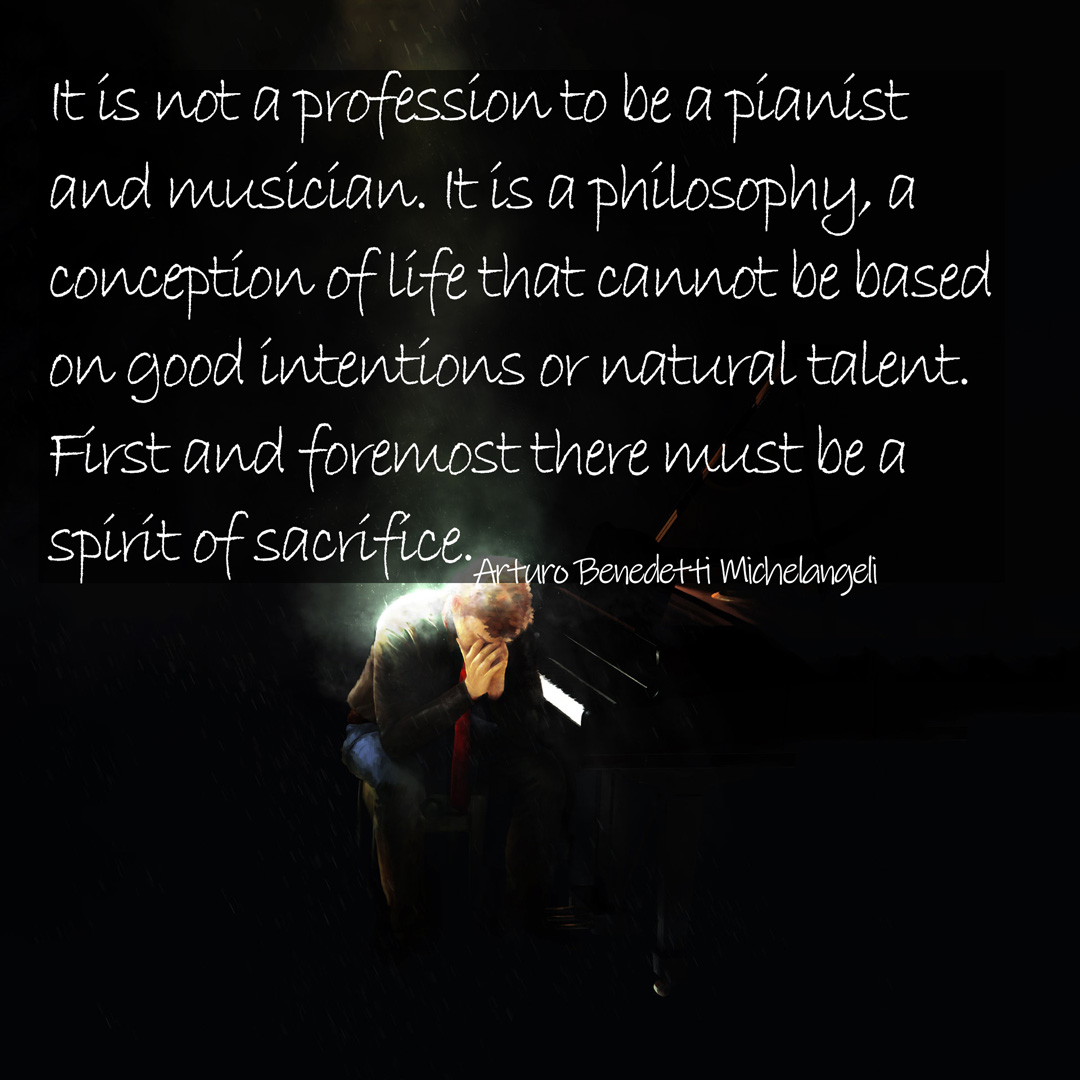 It is not a profession to be a pianist
and musician. It is a philosophy, a
conception of life that cannot be based
on good intentions or natural talent.
First and foremost there must be a
spirit of sacrifice.
Arturo Benedetti Michelangeli